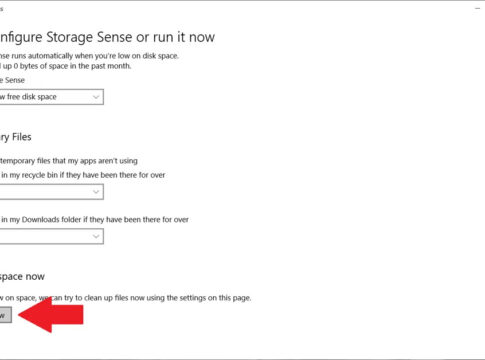 s
nfigure Storage Sense or run it now
nse runs automatically when you're low on disk space.
l up 0 bytes of space in the past month.
e Sense
w free disk space
ry Files
temporary files that my apps aren't using
in my recycle bin if they have been there for over
in my Downloads folder if they have been there for over
space now
w on space, we can try to clean up files now using the settings on this page.
w